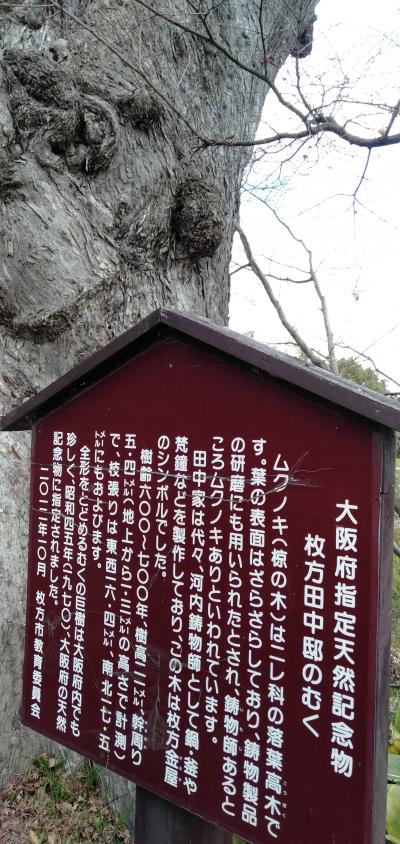 大阪府指定天然記念物
枚方田中邸のむく
ムクノキ(椋の木)はニレ科の落葉高木で
す。葉の表面はざらざらしており、鋳物製品
の研磨にも用いられたとされ、鋳物師あると
ころムクノキありといわれています。
田中家は代々、河内鋳物師として鍋・釜や
梵鐘などを製作しており、この木は枚方金屋
のシンボルでした。
樹齢六〇〇〜七〇〇年、樹高二二㍍、幹周り
五・四㍍(地上から一・三㍍の高さで計測)
で、枝張りは東西二六・四㍍、南北二七・五
㍍にもおよびます。
全形をとどめるむくの巨樹は大阪府内でも
珍しく、昭和四五年(一九七〇)、大阪府の天然
記念物に指定されました。
二〇二一年一〇月 枚方市教育委員会